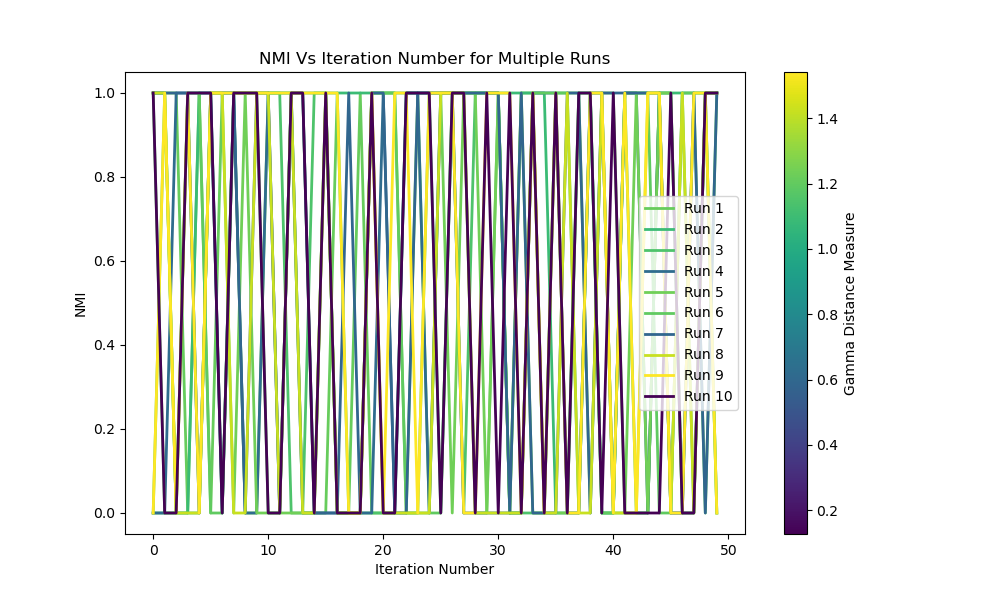 NMI Vs Iteration Number for Multiple Runs
NMI
1.0
0.8
0.6
0.4
0.2
0.0
0
10
20
30
40
50
Iteration Number
Run 1
Run 2
Run 3
Run 4
Run 5
Run 6
Run 7
Run 8
Run 9
Run 10
1.4
1.2
1.0
0.8
0.6
0.4
0.2
Gamma Distance Measure